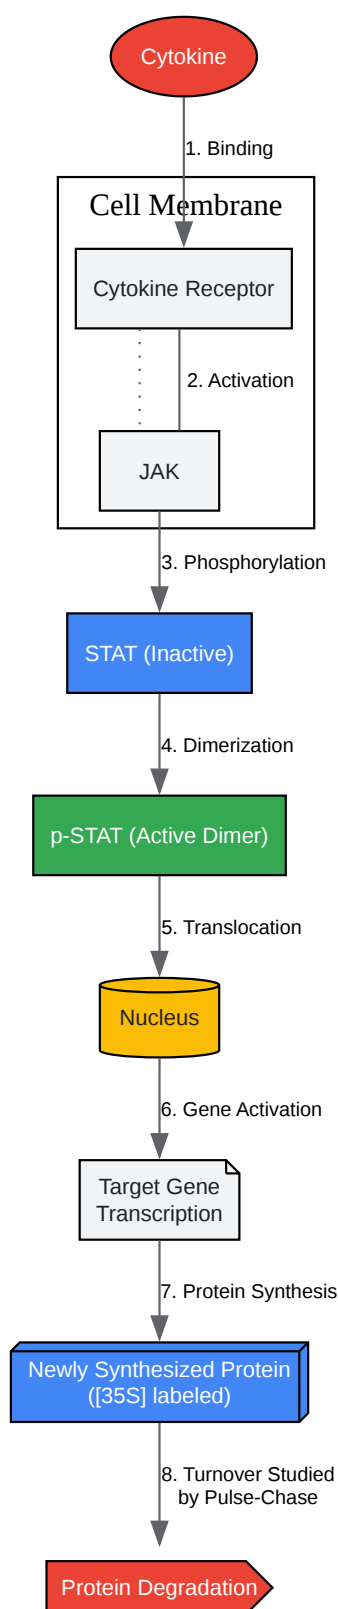 Cytokine
1. Binding
Cell Membrane
Cytokine Receptor
2. Activation
JAK
3. Phosphorylation
STAT (Inactive)
4. Dimerization
p-STAT (Active Dimer)
5. Translocation
Nucleus
6. Gene Activation
Target Gene
Transcription
7. Protein Synthesis
Newly Synthesized Protein
([35S] labeled)
8. Turnover Studied
by Pulse-Chase
Protein Degradation